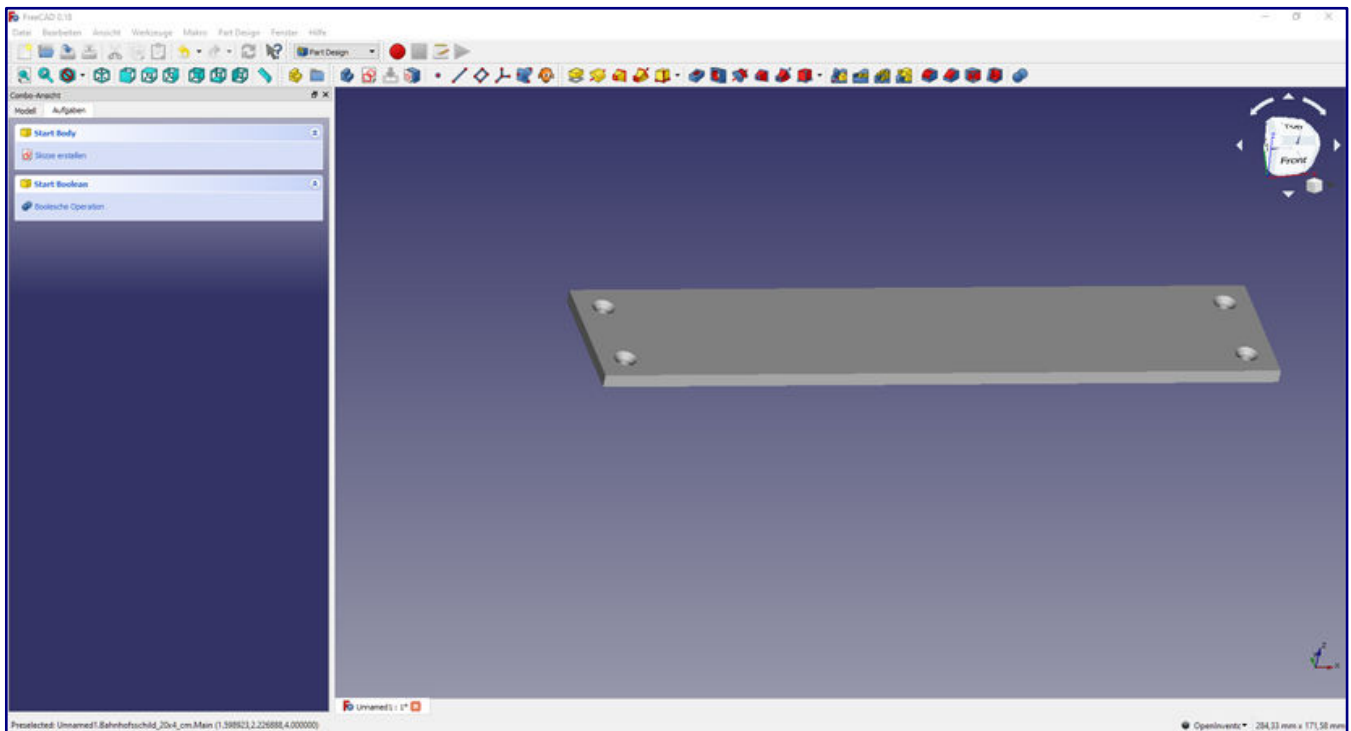 FreeCAD 0.18
Datei Bearbeiten Ansicht Werkzeuge Makro Part Design Fenster Hilfe
Part Design
Combo-Ansicht
Modell Aufgaben
Start Body
Skizze erstellen
Start Boolean
Boolesche Operation
Top
Front
Z
X
Unnamed1 : 1*
Preselected: Unnamed1.Bahnhofsschild_20x4_cm.Main (1.598923,2.226888,4.000000)
OpenInventc 284,33 mm x 171,58 mm